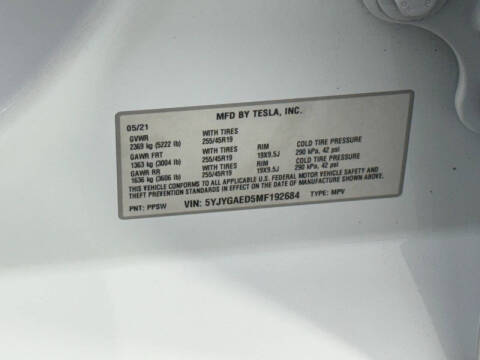 MFD BY TESLA, INC.
05/21
GVWR WITH TIRES
2369 kg (5222 lb) 255/45R19 RIM COLD TIRE PRESSURE
GAWR FRT WITH TIRES 19X9.5J 290 kPa, 42 psi
1363 kg (3004 lb) 255/45R19 RIM COLD TIRE PRESSURE
GAWR RR WITH TIRES 19X9.5J 290 kPa, 42 psi
1636 kg (3606 lb) 255/45R19
THIS VEHICLE CONFORMS TO ALL APPLICABLE U.S. FEDERAL MOTOR VEHICLE SAFETY AND
THEFT PREVENTION STANDARDS IN EFFECT ON THE DATE OF MANUFACTURE SHOWN ABOVE.
PNT: PPSW VIN: 5YJYGAED5MF192684 TYPE: MPV